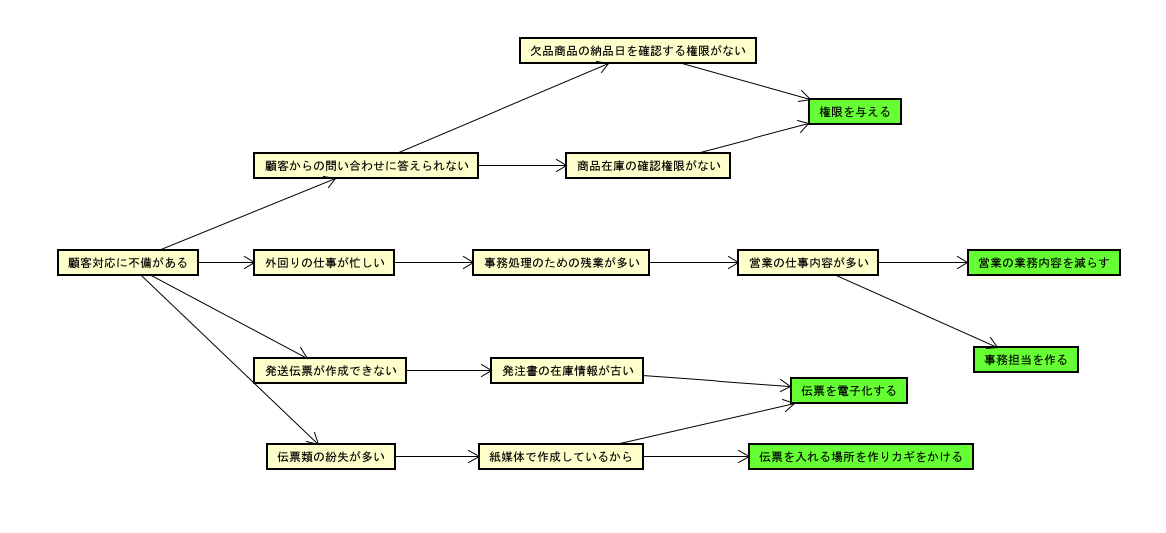 欠品商品の納品日を確認する権限がない
権限を与える
顧客からの問い合わせに答えられない
商品在庫の確認権限がない
顧客対応に不備がある
外回りの仕事が忙しい
事務処理のための残業が多い
営業の仕事内容が多い
営業の業務内容を減らす
事務担当を作る
発送伝票が作成できない
発注書の在庫情報が古い
伝票を電子化する
伝票類の紛失が多い
紙媒体で作成しているから
伝票を入れる場所を作りカギをかける